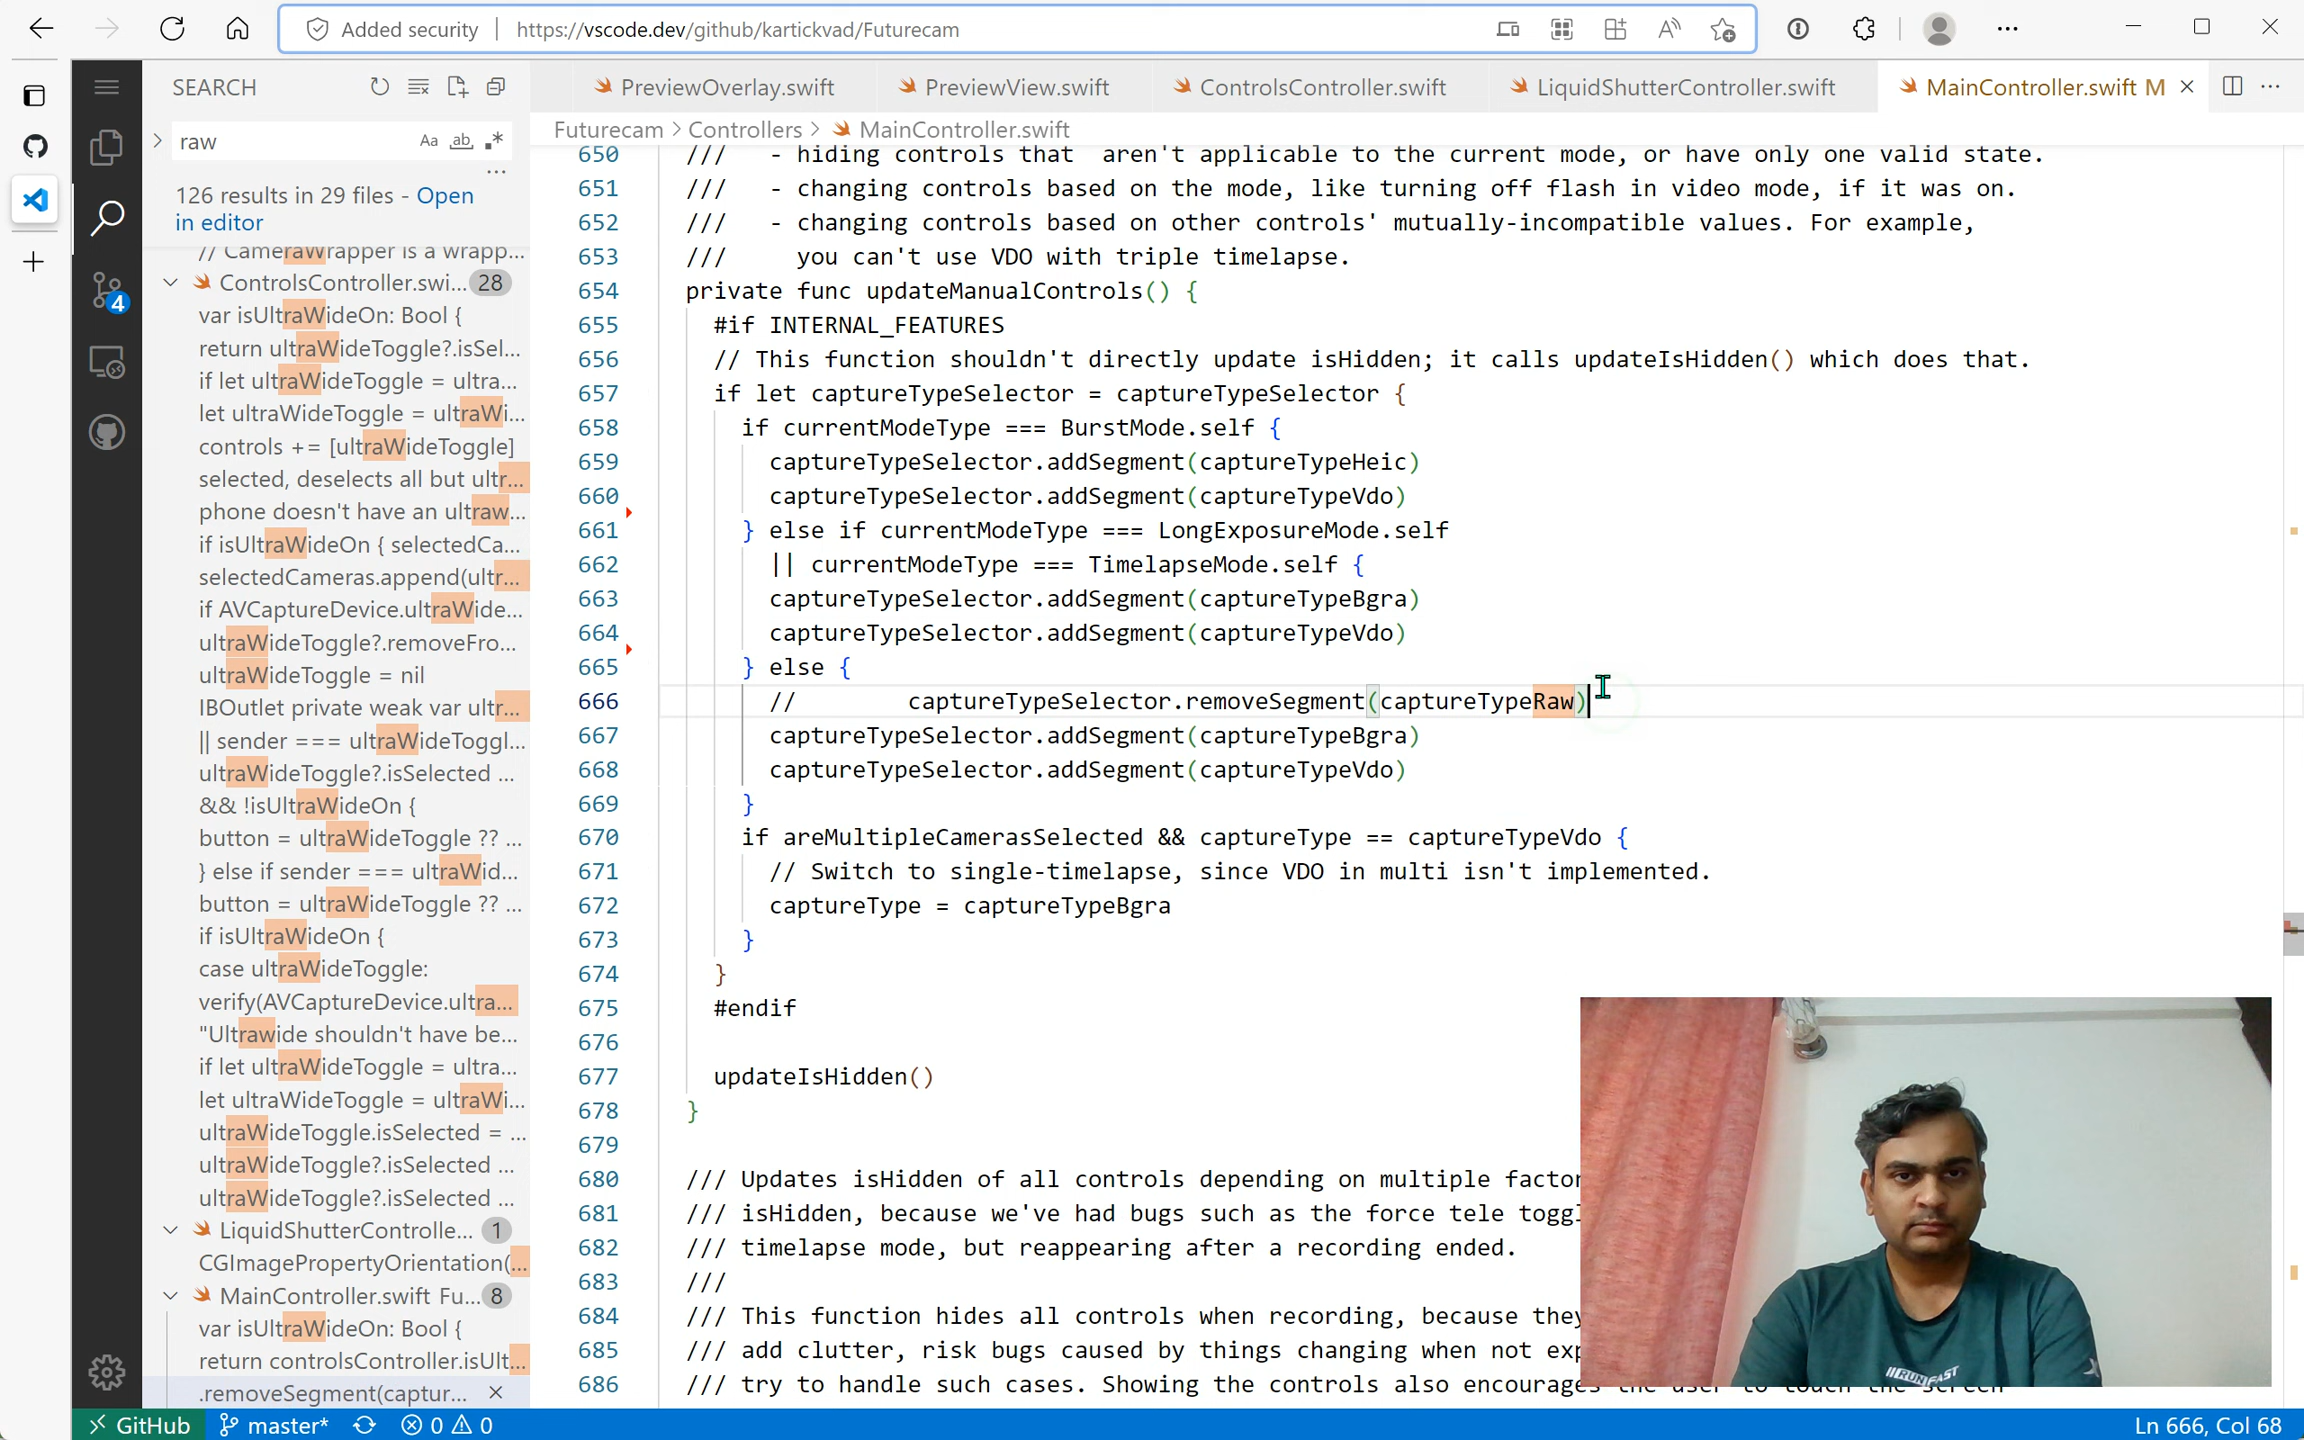 Added security
https://vscode.dev/github/kartickvad/Futurecam
SEARCH
raw
Aa ab
126 results in 29 files - Open
in editor
// CameraWrapper is a wrapp...
ControlsController.swi... 28
var isUltraWideOn: Bool {
return ultraWideToggle?.isSel...
if let ultraWideToggle = ultra...
let ultraWideToggle = ultraWi...
controls += [ultraWideToggle]
selected, deselects all but ultr...
phone doesn't have an ultraw...
if isUltraWideOn { selectedCa...
selectedCameras.append(ultr...
if AVCaptureDevice.ultraWide...
ultraWideToggle?.removeFro...
ultraWideToggle = nil
IBOutlet private weak var ultr...
|| sender === ultraWideToggl...
ultraWideToggle?.isSelected ...
&& !isUltraWideOn {
button = ultraWideToggle ?? ...
} else if sender === ultraWid...
button = ultraWideToggle ?? ...
if isUltraWideOn {
case ultraWideToggle:
verify(AVCaptureDevice.ultra...
"Ultrawide shouldn't have be...
if let ultraWideToggle = ultra...
let ultraWideToggle = ultraWi...
ultraWideToggle.isSelected = ...
ultraWideToggle?.isSelected ...
ultraWideToggle?.isSelected ...
LiquidShutterControlle... 1
CGImagePropertyOrientation(...
MainController.swift Fu... 8
var isUltraWideOn: Bool {
return controlsController.isUlt...
.removeSegment(captur...
4
PreviewOverlay.swift
PreviewView.swift
ControlsController.swift
LiquidShutterController.swift
MainController.swift M
Futurecam > Controllers > MainController.swift
650 /// - hiding controls that  aren't applicable to the current mode, or have only one valid state.
651 /// - changing controls based on the mode, like turning off flash in video mode, if it was on.
652 /// - changing controls based on other controls' mutually-incompatible values. For example,
653 /// you can't use VDO with triple timelapse.
654 private func updateManualControls() {
655 #if INTERNAL_FEATURES
656 // This function shouldn't directly update isHidden; it calls updateIsHidden() which does that.
657 if let captureTypeSelector = captureTypeSelector {
658 if currentModeType === BurstMode.self {
659 captureTypeSelector.addSegment(captureTypeHeic)
660 captureTypeSelector.addSegment(captureTypeVdo)
661 } else if currentModeType === LongExposureMode.self
662 || currentModeType === TimelapseMode.self {
663 captureTypeSelector.addSegment(captureTypeBgra)
664 captureTypeSelector.addSegment(captureTypeVdo)
665 } else {
666 // captureTypeSelector.removeSegment(captureTypeRaw)
667 captureTypeSelector.addSegment(captureTypeBgra)
668 captureTypeSelector.addSegment(captureTypeVdo)
669 }
670 if areMultipleCamerasSelected && captureType == captureTypeVdo {
671 // Switch to single-timelapse, since VDO in multi isn't implemented.
672 captureType = captureTypeBgra
673 }
674 }
675 #endif
676
677 updateIsHidden()
678 }
679
680 /// Updates isHidden of all controls depending on multiple factor
681 /// isHidden, because we've had bugs such as the force tele toggl
682 /// timelapse mode, but reappearing after a recording ended.
683 ///
684 /// This function hides all controls when recording, because they
685 /// add clutter, risk bugs caused by things changing when not exp
686 /// try to handle such cases. Showing the controls also encourages the user to touch the screen
RUNFAST
GitHub master* 0 0
Ln 666, Col 68